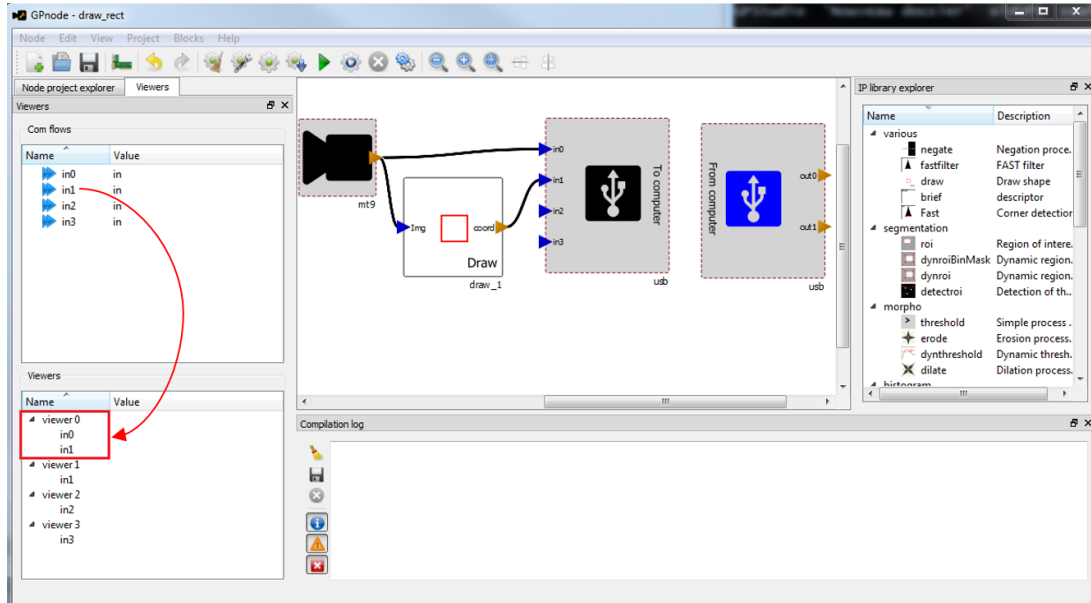 GPnode - draw_rect
Node Edit View Project Blocks Help
Node project explorer Viewers
Viewers
Com flows
Name Value
in0 in
in1 in
in2 in
in3 in
Viewers
Name Value
viewer 0
in0
in1
viewer 1
in1
viewer 2
in2
viewer 3
in3
mt9
Img
coord
Draw
draw_1
in0
in1
in2
in3
To computer
usb
From computer
out0
out1
usb
IP library explorer
Name Description
various
negate Negation proce.
fastfilter FAST filter
draw Draw shape
brief descriptor
Fast Corner detection
segmentation
roi Region of intere.
dynroiBinMask Dynamic region.
dynroi Dynamic region.
detectroi Detection of th..
morpho
threshold Simple process .
erode Erosion process.
dynthreshold Dynamic thresh.
dilate Dilation process.
histogram
Compilation log